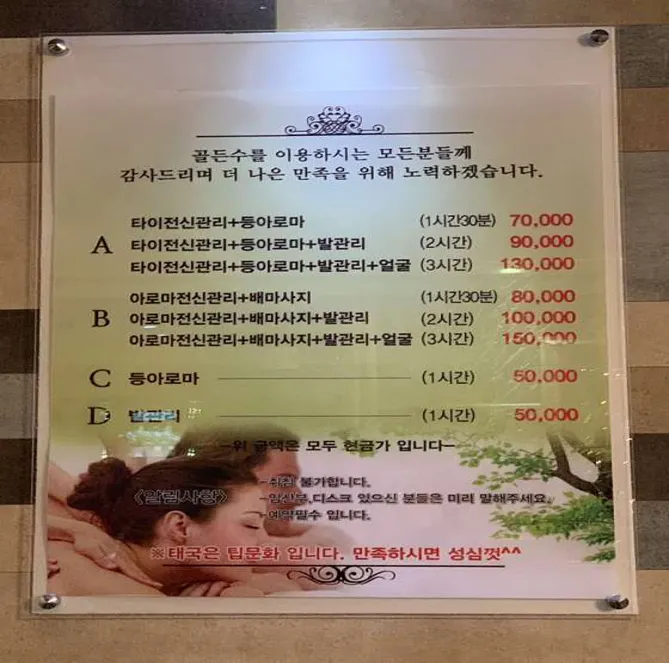 골든수를 이용하시는 모든분들께
감사드리며 더 나은 만족을 위해 노력하겠습니다.
A
타이전신관리+등아로마 (1시간30분) 70,000
타이전신관리+등아로마+발관리 (2시간) 90,000
타이전신관리+등아로마+발관리+얼굴 (3시간) 130,000
B
아로마전신관리+배마사지 (1시간30분) 80,000
아로마전신관리+배마사지+발관리 (2시간) 100,000
아로마전신관리+배마사지+발관리+얼굴 (3시간) 150,000
C 등아로마 (1시간) 50,000
D 발관리 (1시간) 50,000
-위 금액은 모두 현금가 입니다-
<알림사항>
-취침 불가합니다.
-임산부,디스크 있으신 분들은 미리 말해주세요.
-예약필수 입니다.
※태국은 팁문화 입니다. 만족하시면 성심껏^^